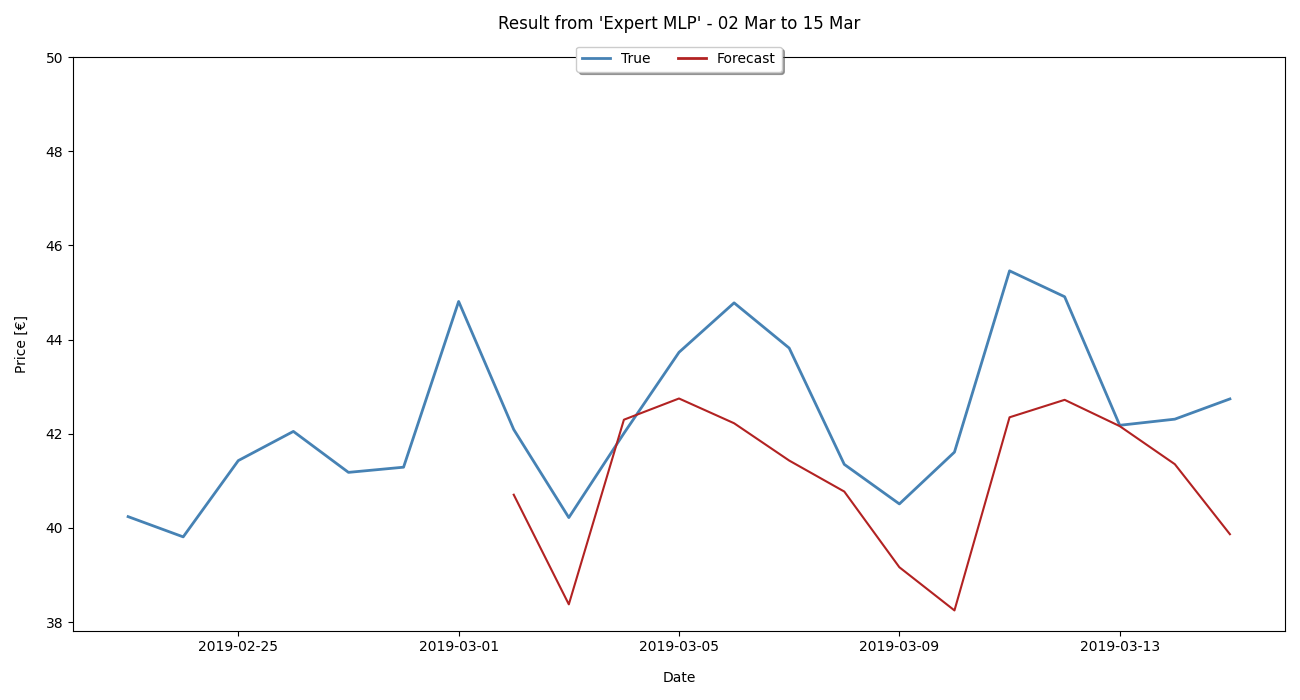 Result from 'Expert MLP' - 02 Mar to 15 Mar
True Forecast
50
48
46
44
42
40
38
Price [€]
2019-02-25 2019-03-01 2019-03-05 2019-03-09 2019-03-13
Date